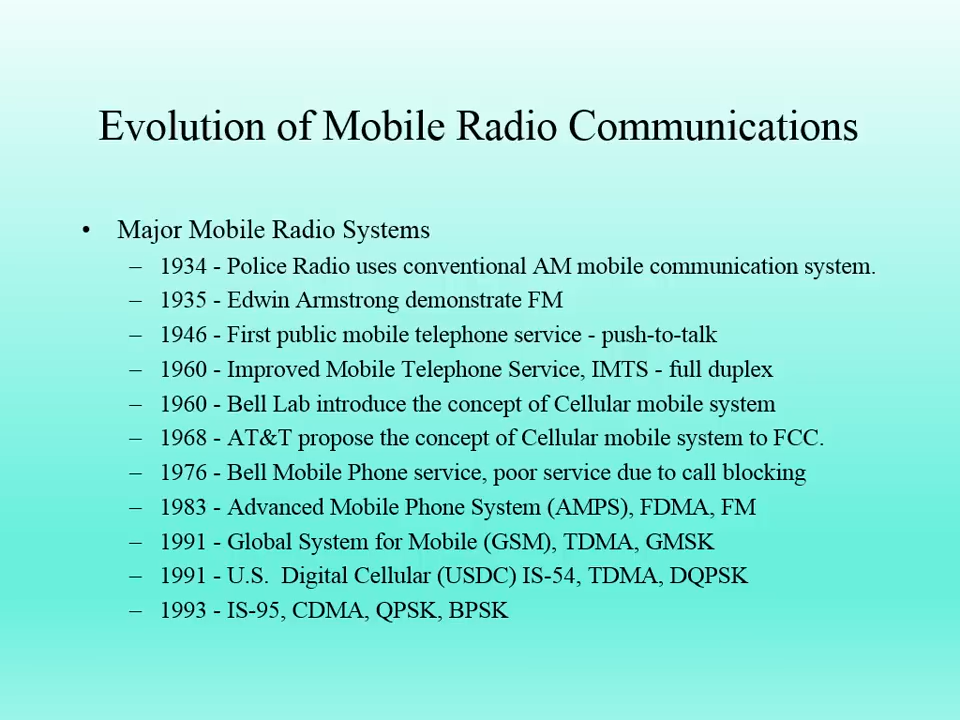 Evolution of Mobile Radio Communications
• Major Mobile Radio Systems
– 1934 - Police Radio uses conventional AM mobile communication system.
– 1935 - Edwin Armstrong demonstrate FM
– 1946 - First public mobile telephone service - push-to-talk
– 1960 - Improved Mobile Telephone Service, IMTS - full duplex
– 1960 - Bell Lab introduce the concept of Cellular mobile system
– 1968 - AT&T propose the concept of Cellular mobile system to FCC.
– 1976 - Bell Mobile Phone service, poor service due to call blocking
– 1983 - Advanced Mobile Phone System (AMPS), FDMA, FM
– 1991 - Global System for Mobile (GSM), TDMA, GMSK
– 1991 - U.S.  Digital Cellular (USDC) IS-54, TDMA, DQPSK
– 1993 - IS-95, CDMA, QPSK, BPSK